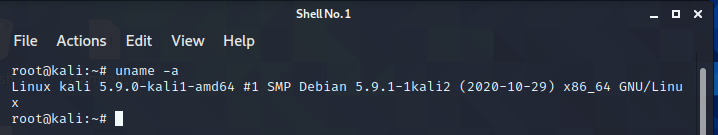 Shell No. 1
File Actions Edit View Help
root@kali:~# uname -a
Linux kali 5.9.0-kali1-amd64 #1 SMP Debian 5.9.1-1kali2 (2020-10-29) x86_64 GNU/Linu
x
root@kali:~#